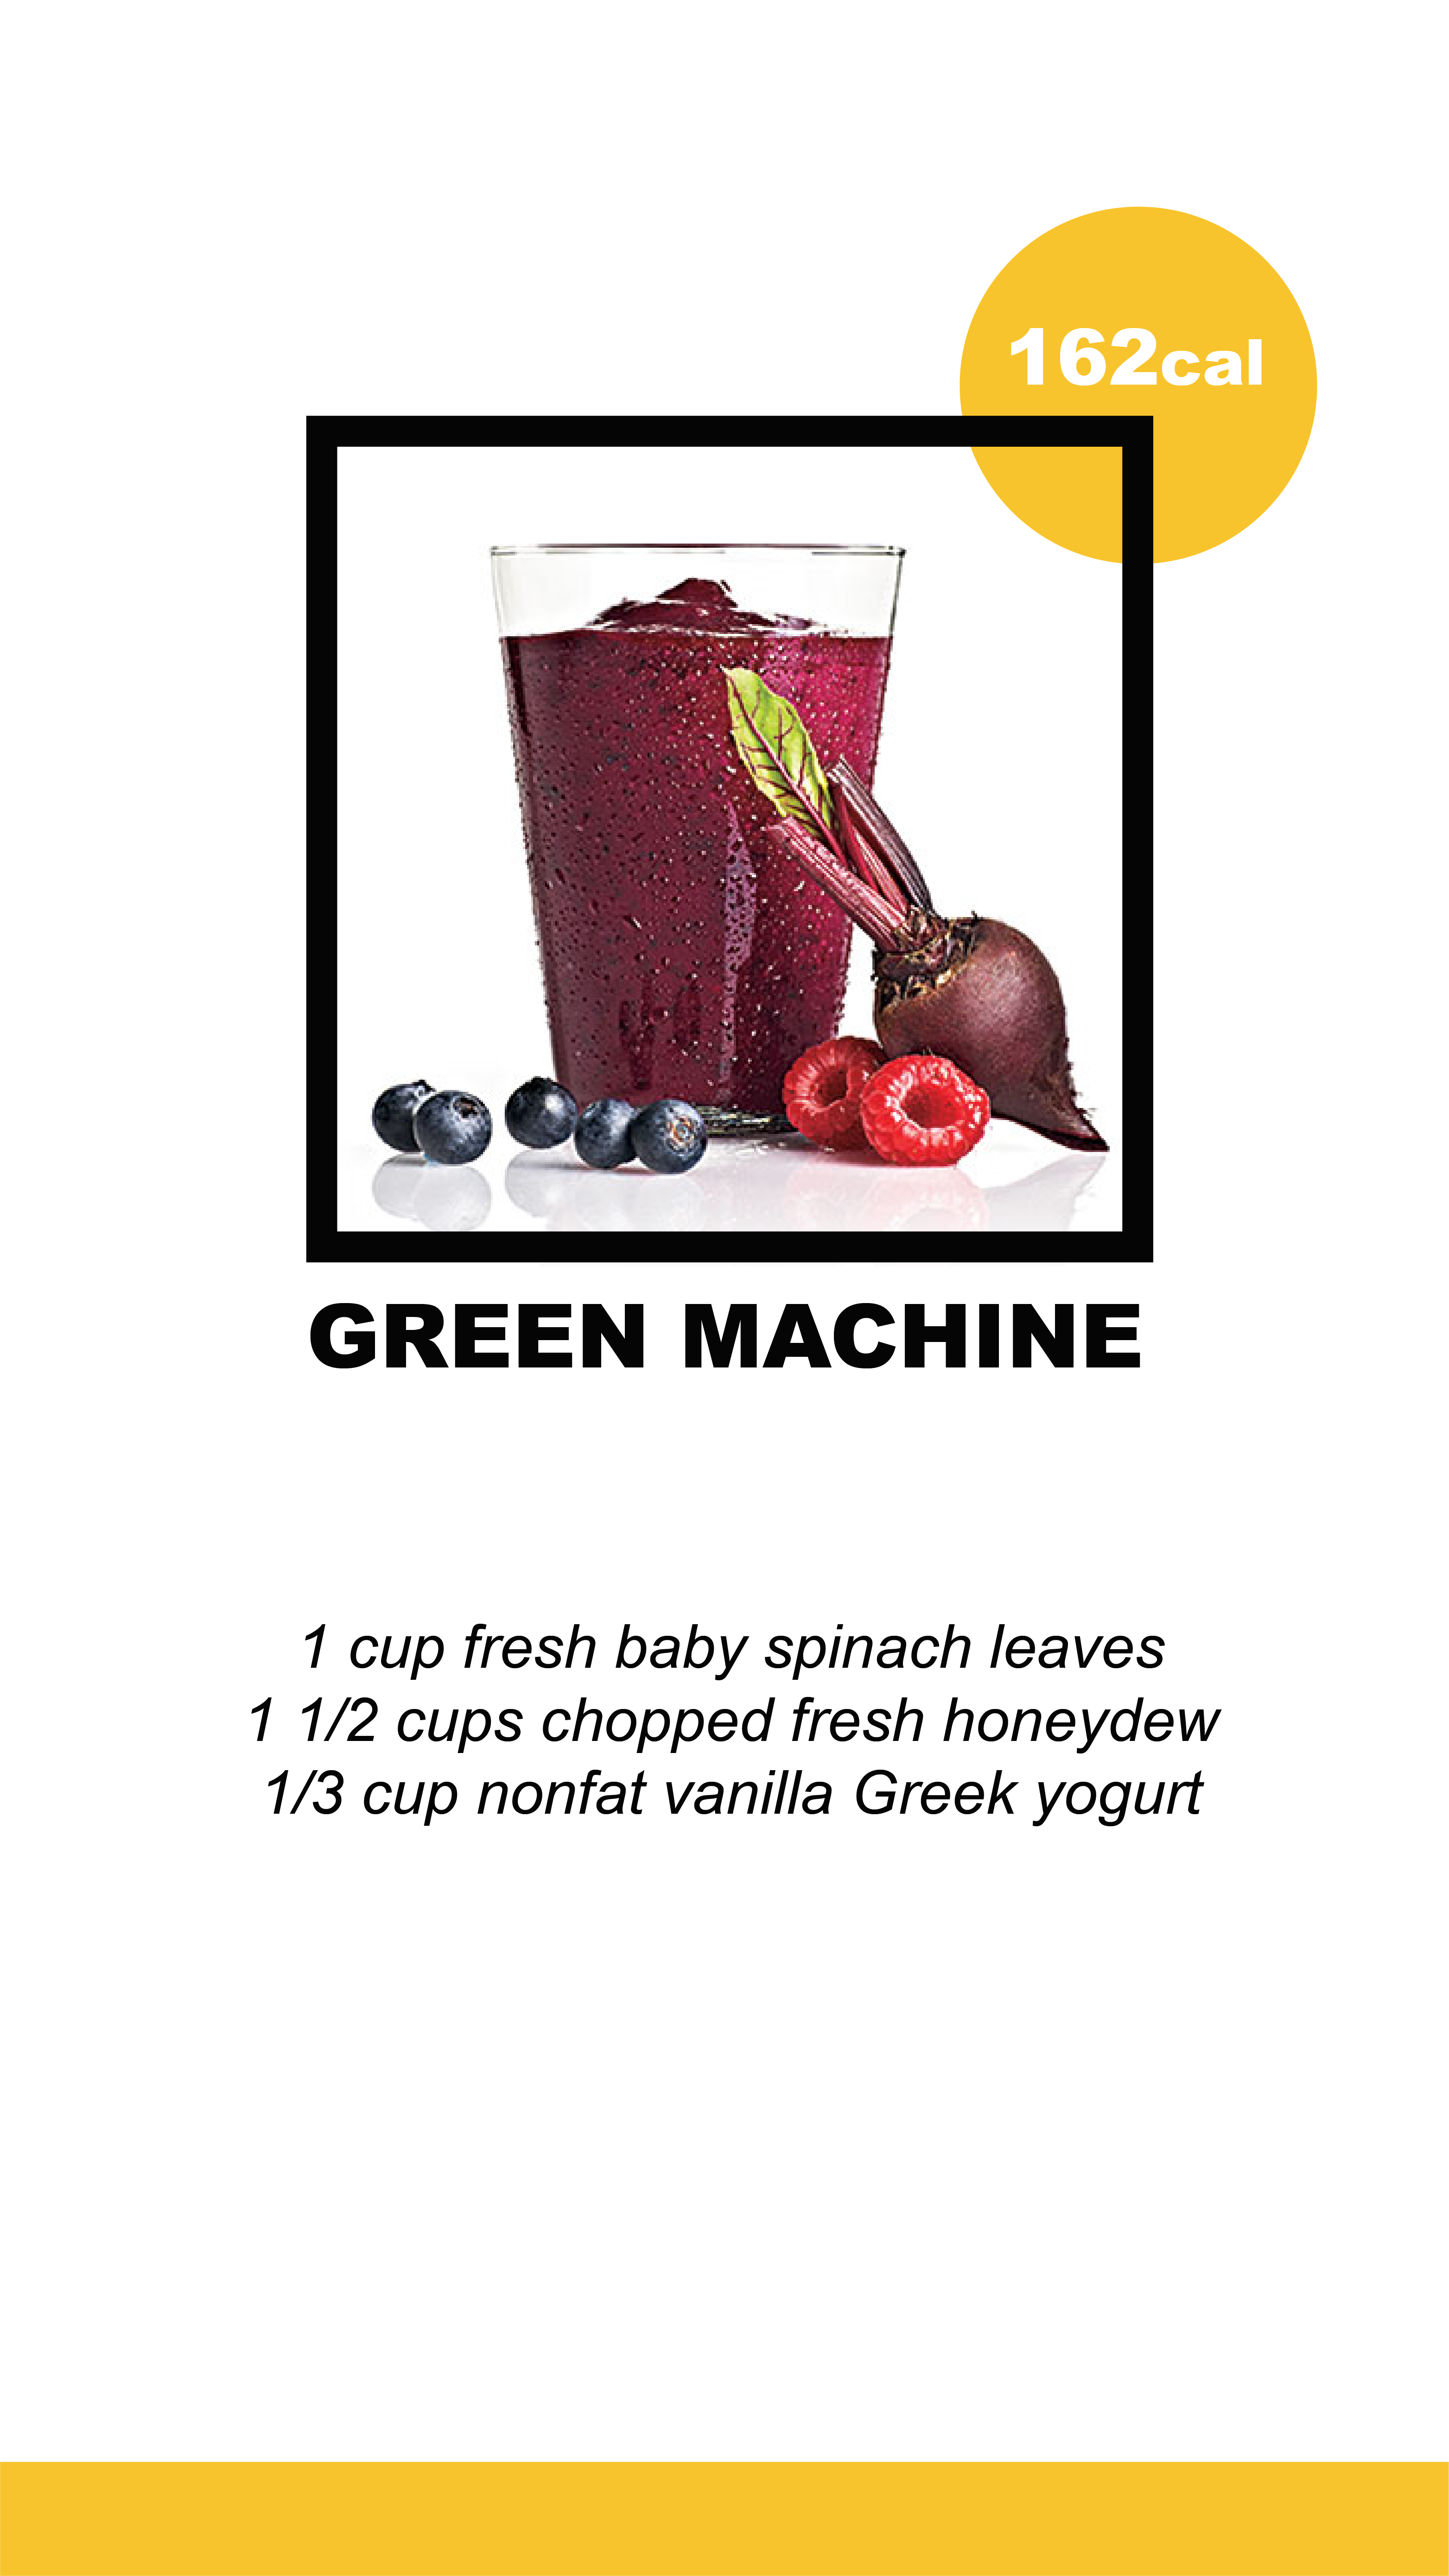 162cal
GREEN MACHINE
1 cup fresh baby spinach leaves
1 1/2 cups chopped fresh honeydew
1/3 cup nonfat vanilla Greek yogurt